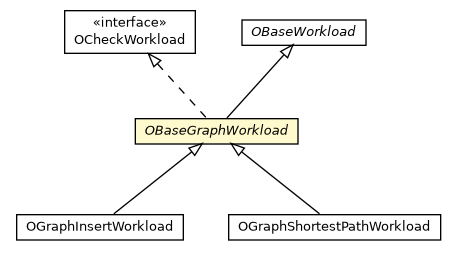 «interface»
OCheckWorkload
OBaseWorkload
OBaseGraphWorkload
OGraphInsertWorkload
OGraphShortestPathWorkload